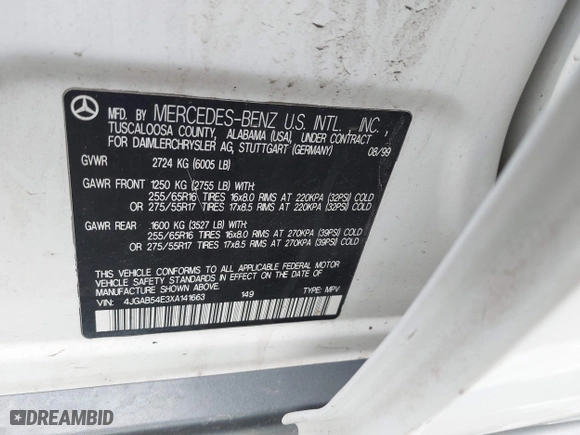 MFD. BY MERCEDES-BENZ U.S. INTL., INC.,
TUSCALOOSA COUNTY, ALABAMA (USA), UNDER CONTRACT
FOR DAIMLERCHRYSLER AG, STUTTGART (GERMANY) 08/99
GVWR 2724 KG (6005 LB)
GAWR FRONT 1250 KG (2755 LB) WITH:
255/65R16 TIRES 16x8.0 RIMS AT 220KPA (32PSI) COLD
OR 275/55R17 TIRES 17x8.5 RIMS AT 220KPA (32PSI) COLD
GAWR REAR 1600 KG (3527 LB) WITH:
255/65R16 TIRES 16x8.0 RIMS AT 270KPA (39PSI) COLD
OR 275/55R17 TIRES 17x8.5 RIMS AT 270KPA (39PSI) COLD
THIS VEHICLE CONFORMS TO ALL APPLICABLE FEDERAL MOTOR
VEHICLE SAFETY STANDARDS IN EFFECT ON THE DATE OF
MANUFACTURE SHOWN ABOVE
VIN: 4JGAB54E3XA141663 149 TYPE: MPV
DREAMBID